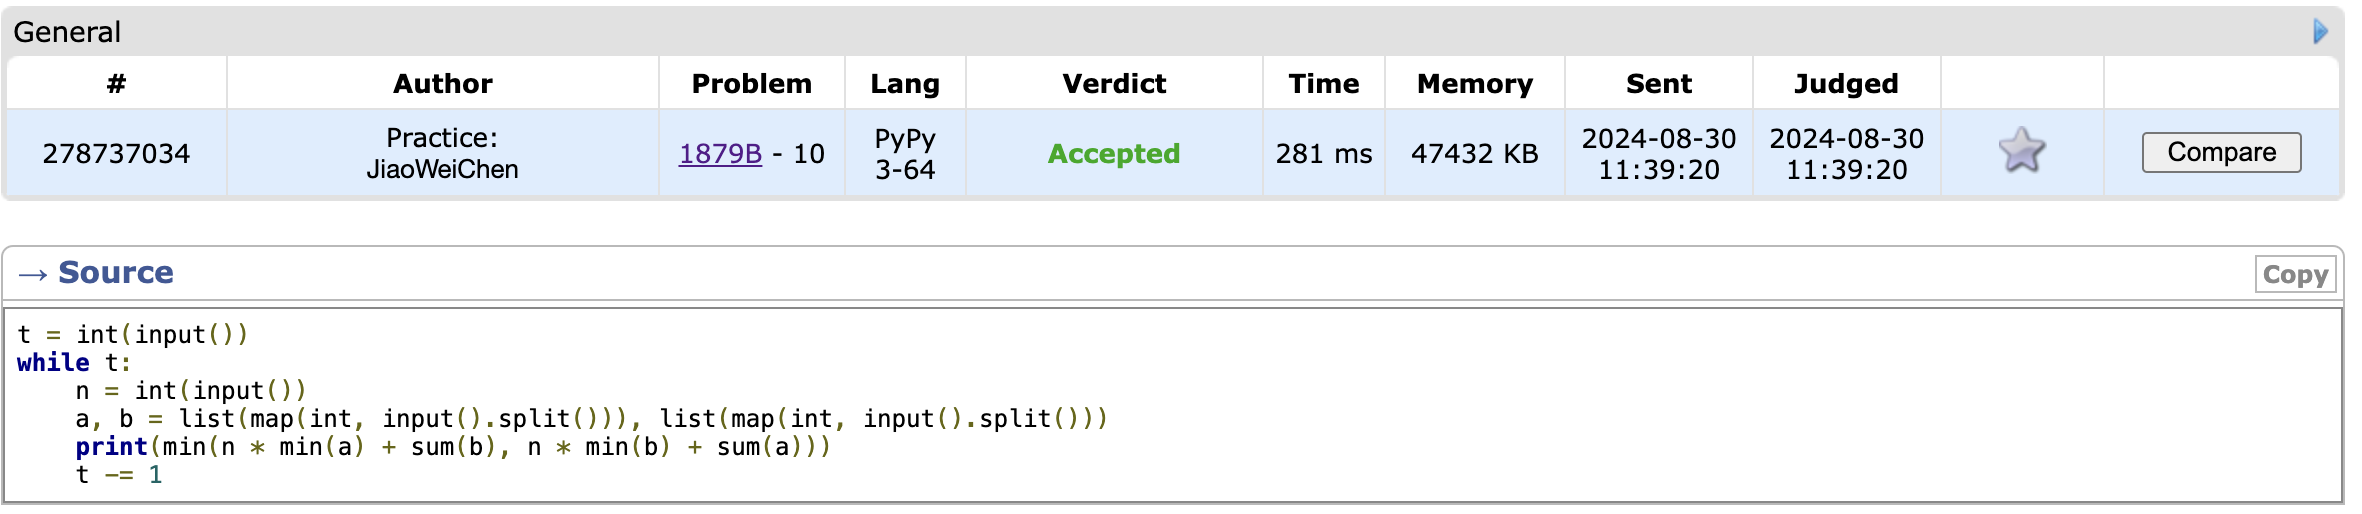 General
# Author Problem Lang Verdict Time Memory Sent Judged
278737034 Practice: JiaoWeiChen 1879B - 10 PyPy 3-64 Accepted 281 ms 47432 KB 2024-08-30 11:39:20 2024-08-30 11:39:20 Compare
→ Source Copy
t = int(input())
while t:
    n = int(input())
    a, b = list(map(int, input().split())), list(map(int, input().split()))
    print(min(n * min(a) + sum(b), n * min(b) + sum(a)))
    t -= 1